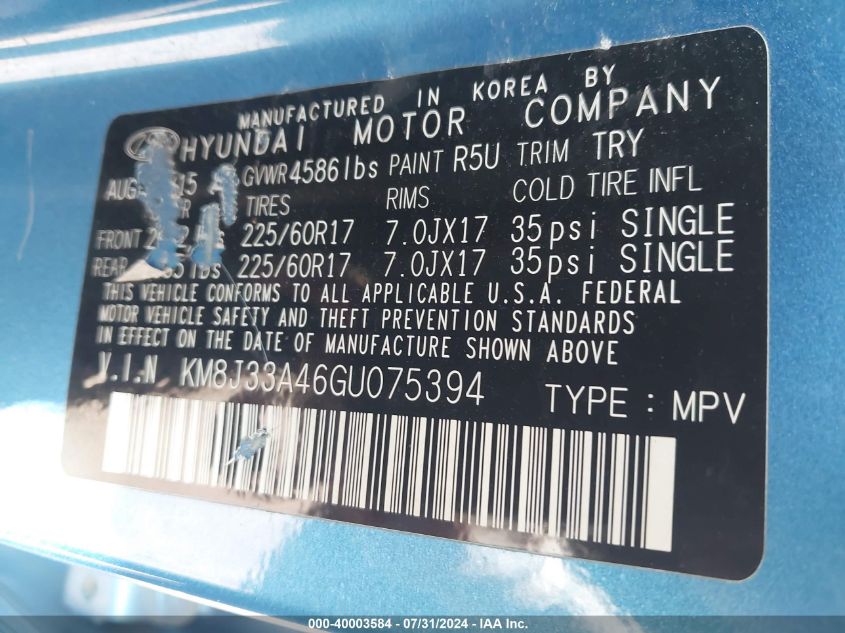 MANUFACTURED IN KOREA BY
HYUNDAI MOTOR COMPANY
GVWR 4586lbs PAINT R5U TRIM TRY
TIRES RIMS COLD TIRE INFL
FRONT 225/60R17 7.0JX17 35psi SINGLE
REAR lbs 225/60R17 7.0JX17 35psi SINGLE
THIS VEHICLE CONFORMS TO ALL APPLICABLE U.S.A. FEDERAL
MOTOR VEHICLE SAFETY AND THEFT PREVENTION STANDARDS
IN EFFECT ON THE DATE OF MANUFACTURE SHOWN ABOVE
V.I.N KM8J33A46GU075394 TYPE : MPV
000-40003584 / 07/31/2024 - IAA Inc.